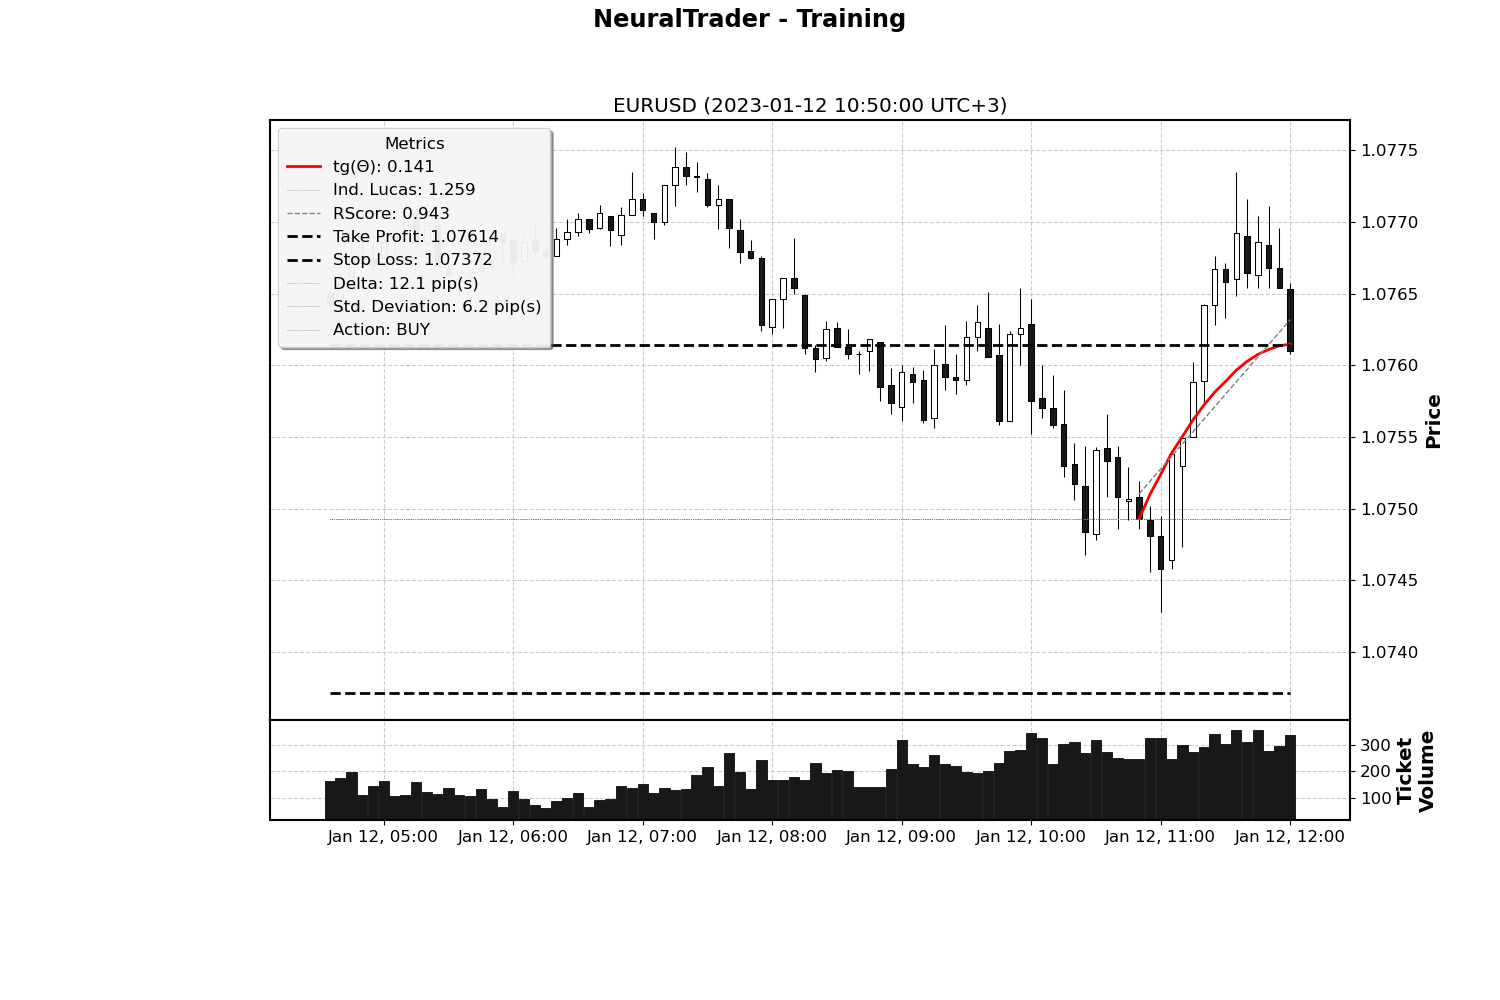 NeuralTrader - Training
EURUSD (2023-01-12 10:50:00 UTC+3)
Metrics
tg(Θ): 0.141
Ind. Lucas: 1.259
RScore: 0.943
Take Profit: 1.07614
Stop Loss: 1.07372
Delta: 12.1 pip(s)
Std. Deviation: 6.2 pip(s)
Action: BUY
1.0775
1.0770
1.0765
1.0760
1.0755
1.0750
1.0745
1.0740
Price
300
200
100
Ticket
Volume
Jan 12, 05:00
Jan 12, 06:00
Jan 12, 07:00
Jan 12, 08:00
Jan 12, 09:00
Jan 12, 10:00
Jan 12, 11:00
Jan 12, 12:00